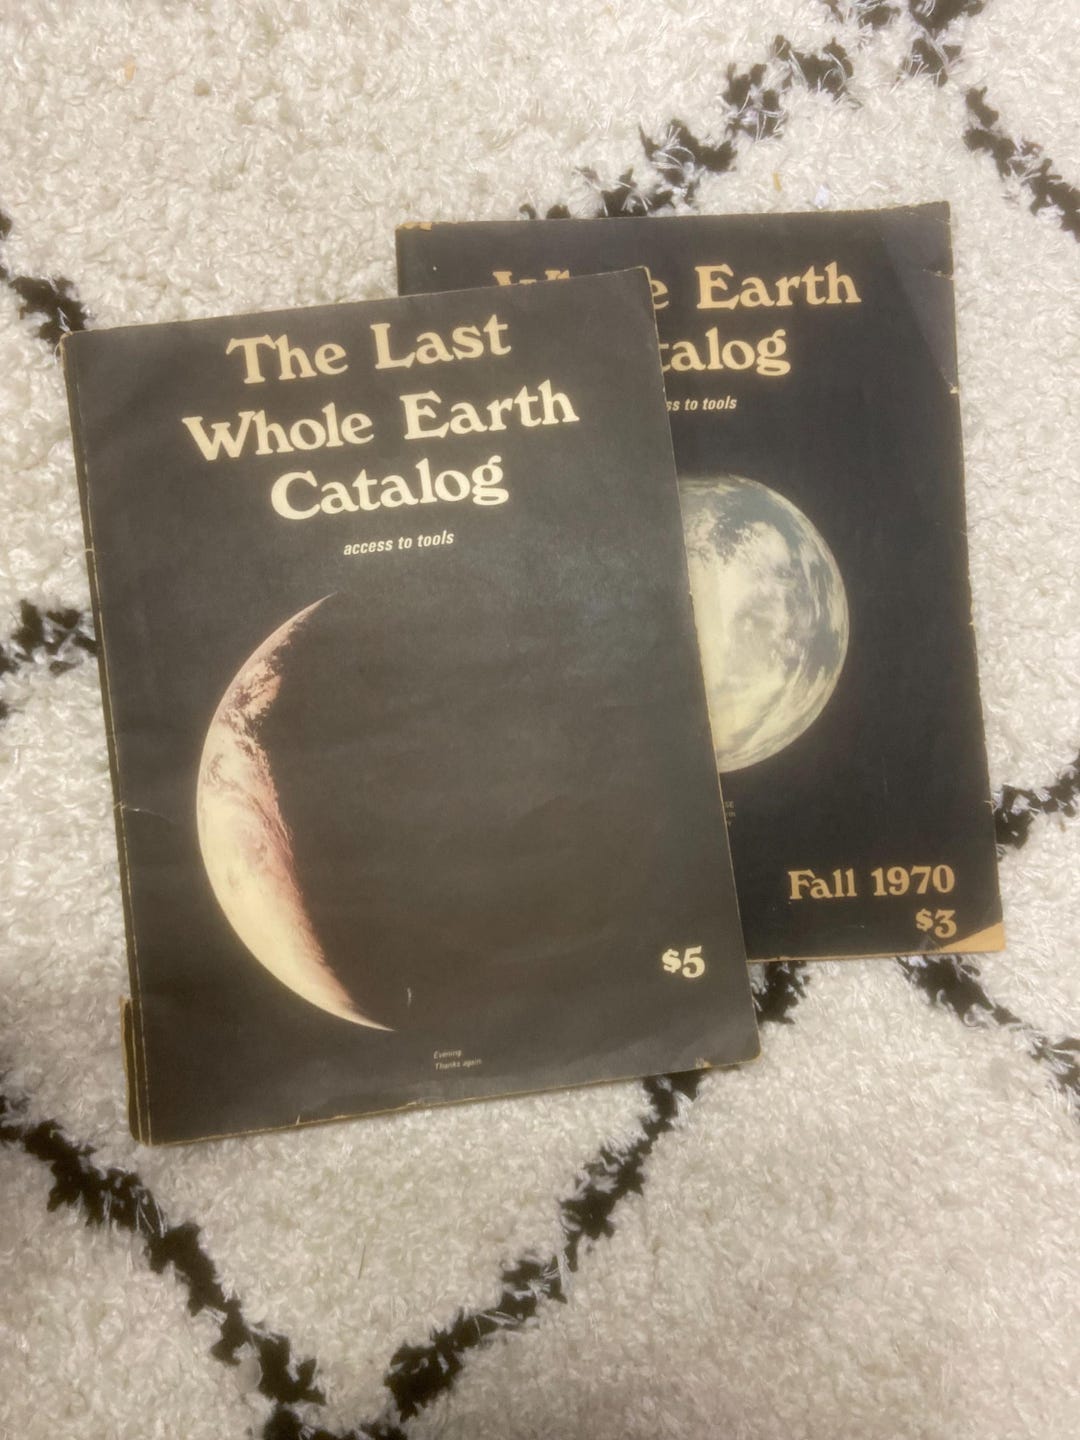 The Last
Whole Earth
Catalog
access to tools
$5
Evening.
Thanks again.
Earth
talog
ss to tools
Fall 1970
$3